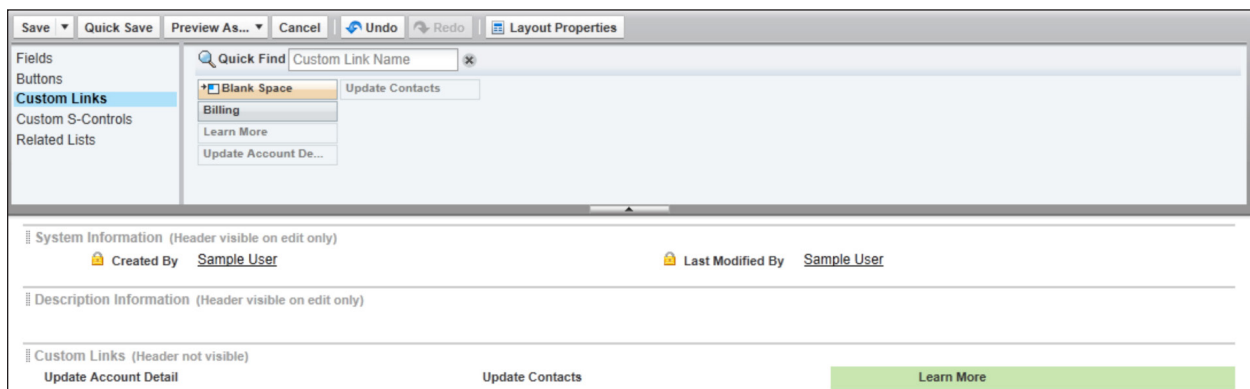 Save Quick Save Preview As... Cancel Undo Redo Layout Properties
Fields
Buttons
Custom Links
Custom S-Controls
Related Lists
Quick Find Custom Link Name
Blank Space Update Contacts
Billing
Learn More
Update Account De...
System Information (Header visible on edit only)
Created By Sample User Last Modified By Sample User
Description Information (Header visible on edit only)
Custom Links (Header not visible)
Update Account Detail Update Contacts Learn More